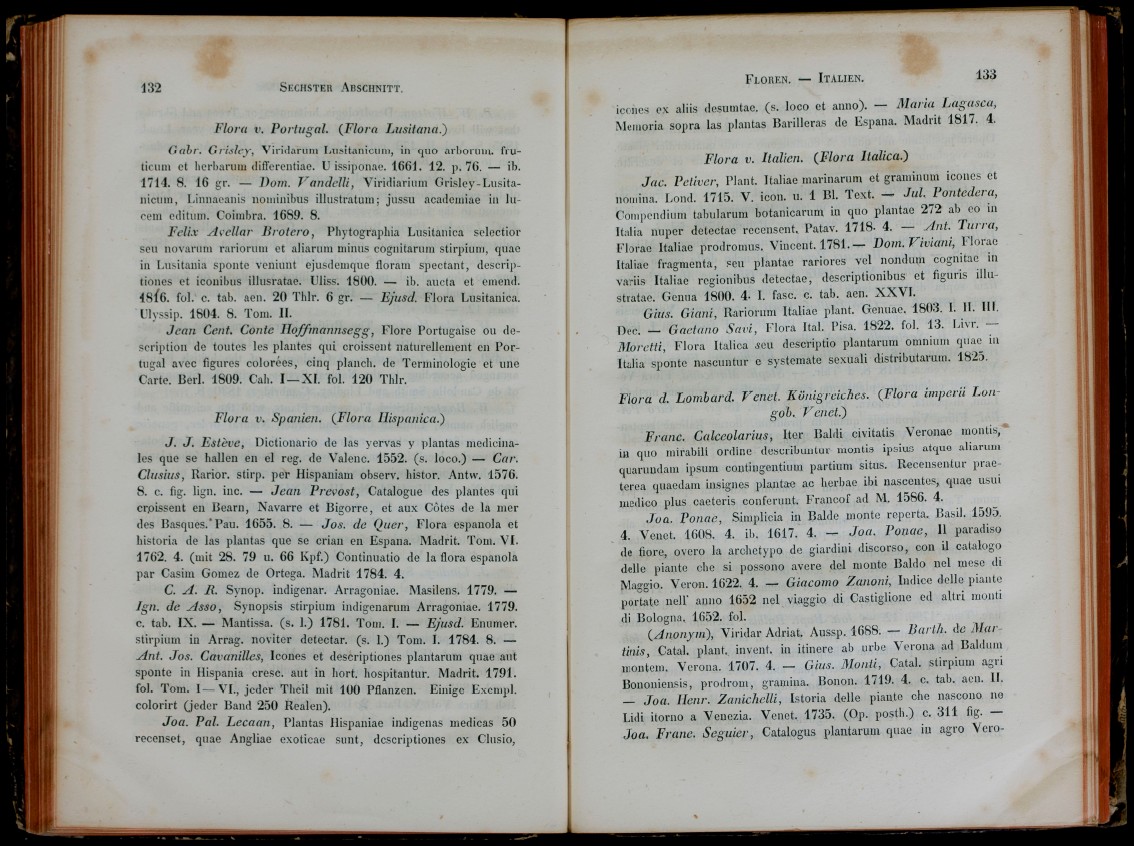 132
SECHSTER ABSCHNITT.
Flora v. Portugal. (Flora Lusitana.)
Gabr. Grisley, Viridarum Lusitanicum, in quo arborum. fru-
ticum et herbarum differentiae. U issiponae. 1661. 12. p. 76. — ib.
1714. 8. 16 gr. — Dom. Vandelli, Viridiarium Grisley-Lusita-
nicum, Linnaeanis nominibus illustratum; jussu academiae in lu-
cem editum. Coimbra. 1689. 8.
Felix Avellar Brotero, Phytographia Lusitanica selectior
seu novarum rariorum et aliarum minus cognitarum stirpium, quae
in Lusitania sponte veniunt ejusdemque floram spectant, descrip-
tiones et iconibus illusratae. Uliss. 1800. — ib. aucta et emend.
1816. fol. c. tab. aen. 20 Thlr. 6 gr. — Ejusd. Flora Lusitanica.
Ulyssip. 1804. 8. Tom. II.
Jean Cent. Conte Hoffmannsegg, Flore Portugaise ou de-
scription de toutes les plantes qui croissent naturellement en Por-
tugal avec figures colorées, cinq planch. de Terminologie et une
Carte. Berl. 1809. Cah. I—XI. fol. 120 Thlr.
Flora v. Spanien. (Flora Hispanica.)
J. J. Estève, Dictionario de las yervas y plantas medicina-
les que se hallen en el reg. de Valenc. 1552. (s. loco.) — Car.
Clusius, Rarior. stirp. per Hispaniam observ. histor. Antw. 1576.
8. c. fig. lign. inc. — Jean Prevost, Catalogue des plantes qui
crpissent en Bearn, Navarre et Bigorre, et aux Côtes de la mer
des Basques. Pau. 1655. 8. — Jos. de Quer, Flora espanola et
historia de las plantas que se crian en Espana. Madrit. Tom. VI.
1762. 4. (mit 28. 79 u. 66 Kpf.) Continuatio de la flora espanola
par Casim Gomez de Ortega. Madrit 1784. 4.
C. A. R. Synop. indigenar. Arragoniae. Masilens. 1779. —
Ign. de Asso, Synopsis stirpium indigenarum Arragoniae. 1779.
c. tab. IX. — Mantissa. (s. l.) 1781. Tom. I. — Ejusd. Enumer.
stirpium in Arrag. noviter detectar. (s. l.) Tom. I. 1784. 8. —
Ant. Jos. Cavanilles, Icones et descriptiones plantarum quae aut
sponte in Hispania cresc. aut in hort. hospitantur. Madrit. 1791.
fol. Tom. I—VI., jeder Theil mit 100 Pflanzen. Einige Exempl.
colorirt (jeder Band 250 Realen).
Joa. Pal. Lecaan, Plantas Hispaniae indigenas medicas 50
recenset, quae Angliae exoticae sunt, descriptiones ex Clusio,
FLOREN. — ITALIEN.
133
icones ex aliis desumtae. (s. loco et anno). — Maria Lagasca,
Memoria sopra las plantas Barilleras de Espana. Madrit 1817. 4.
Flora v. Italien. (Flora Italica.)
Jac. Petiver, Plant. Italiae marinarum et graminum icones et
nomina. Lond. 1715. V. icon. u. 1 Bl. Text. — Jul. Pontedera,
Compendium tabularum botanicarum in quo plantae 272 ab eo in
Italia nuper detectae recensent. Patav. 1718. 4. — Ant. Turra,
Florae Italiae prodromus. Vincent. 1781. — Dom. Viviani, Florae
Italiae fragmenta, seu plantae rariores vel nondum cognitae in
variis Italiae regionibus detectae, descriptionibus et figuris illu-
stratae. Genua 1800. 4. I. fasc. c. tab. aen. XXVI.
Gius. Giani, Rariorum Italiae plant. Genuae. 1803. I. II. III.
Dec. — Gaetano Savi, Flora Ital. Pisa. 1822. fol. 13. Livr. —
Moretti, Flora Italica seu descriptio plantarum omnium quae in
Italia sponte nascuntur e systemate sexuali distributarum. 1825.
Flora d. Lombard. Venet. Königreiches. (Flora imperii Lon-
gob. Venet.)
Franc. Calceolarius, Iter Baldi civitatis Veronae montis,
in quo mirabili ordine describuntur montis ipsius atque aliarum
quarundam ipsum contingentium partium situs. Recensentur prae-
terea quaedam insignes plantae ac herbae ibi nascentes, quae usui
medico plus caeteris conferunt. Francof ad M. 1586. 4.
Joa. Ponae, Simplicia in Balde monte reperta. Basil. 1595.
4. Venet. 1608. 4. ib. 1617. 4. — Joa. Ponae, Il paradiso
de fiore, overo la archetypo de giardini discorso, con il catalogo
delle piante che si possono avere del monte Baldo nel mese di
Maggio. Veron. 1622. 4. — Giacomo Zanoni, Indice delle piante
portate nell' anno 1652 nel viaggio di Castiglione ed altri monti
di Bologna. 1652. fol.
(Anonym), Viridar Adriat. Aussp. 1688. — Barth. de Mar-
tinis, Catal. plant. invent. in itinere ab urbe Verona ad Baldum
montem. Verona. 1707. 4. — Gius. Monti, Catal. stirpium agri
Bononiensis, prodrom, gramina. Bonon. 1719. 4. c. tab. aen. II.
— Joa. Henr. Zanichelli, Istoria delle piante che nascono ne
Lidi itorno a Venezia. Venet. 1735. (Op. posth.) c. 311 fig. —
Joa. Franc. Seguier, Catalogus plantarum quae in agro Vero-